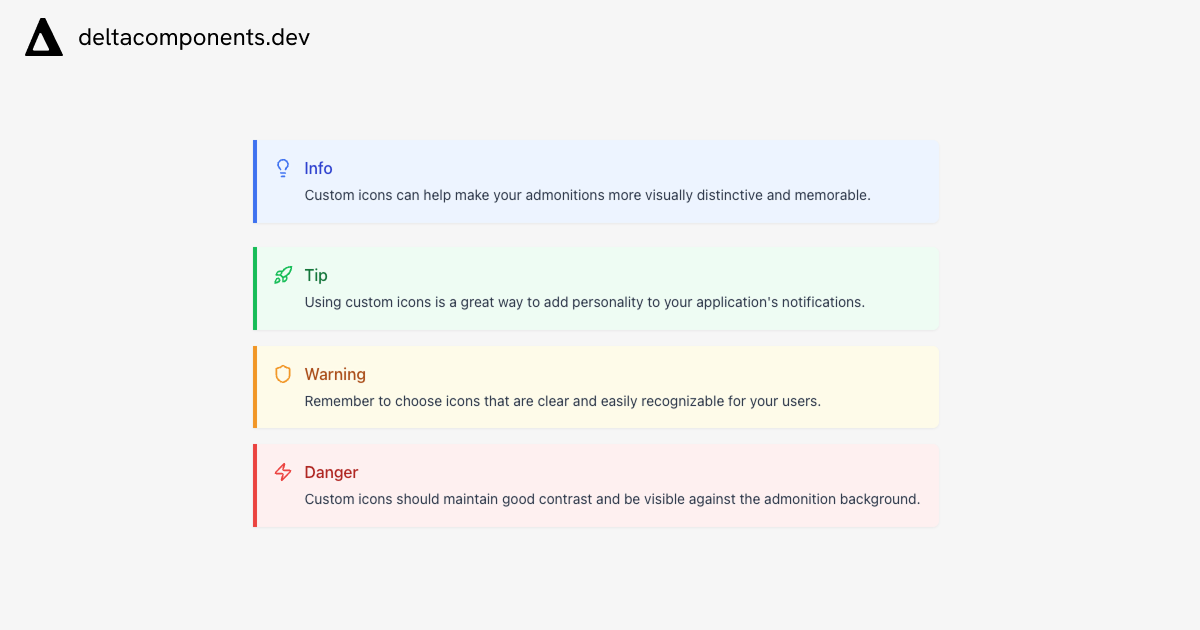 deltacomponents.dev
Info
Custom icons can help make your admonitions more visually distinctive and memorable.
Tip
Using custom icons is a great way to add personality to your application's notifications.
Warning
Remember to choose icons that are clear and easily recognizable for your users.
Danger
Custom icons should maintain good contrast and be visible against the admonition background.